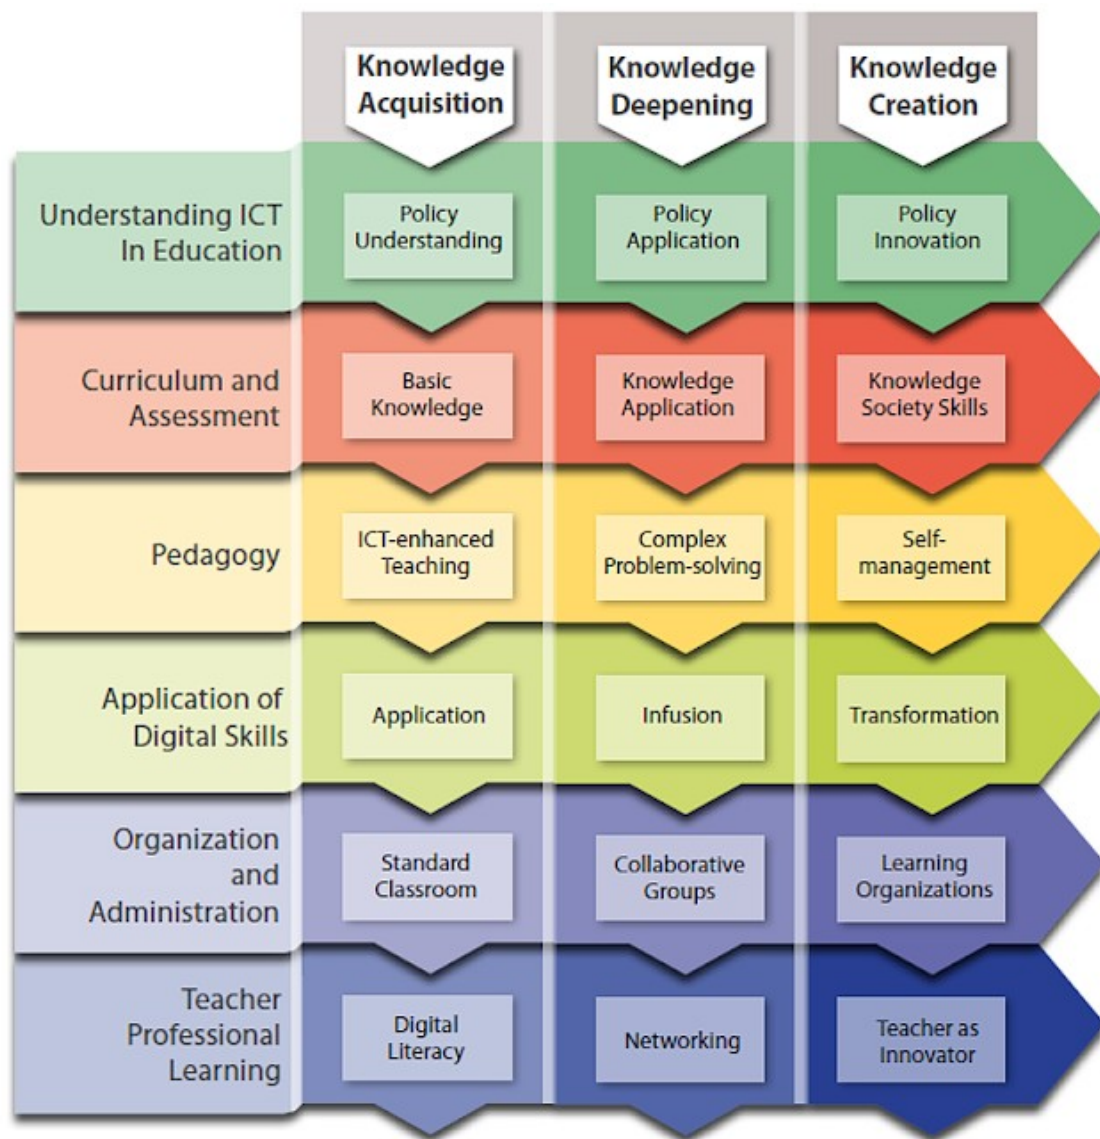 Knowledge
Acquisition
Knowledge
Deepening
Knowledge
Creation
Understanding ICT
In Education
Policy
Understanding
Policy
Application
Policy
Innovation
Curriculum and
Assessment
Basic
Knowledge
Knowledge
Application
Knowledge
Society Skills
Pedagogy
ICT-enhanced
Teaching
Complex
Problem-solving
Self-
management
Application of
Digital Skills
Application
Infusion
Transformation
Organization
and
Administration
Standard
Classroom
Collaborative
Groups
Learning
Organizations
Teacher
Professional
Learning
Digital
Literacy
Networking
Teacher as
Innovator